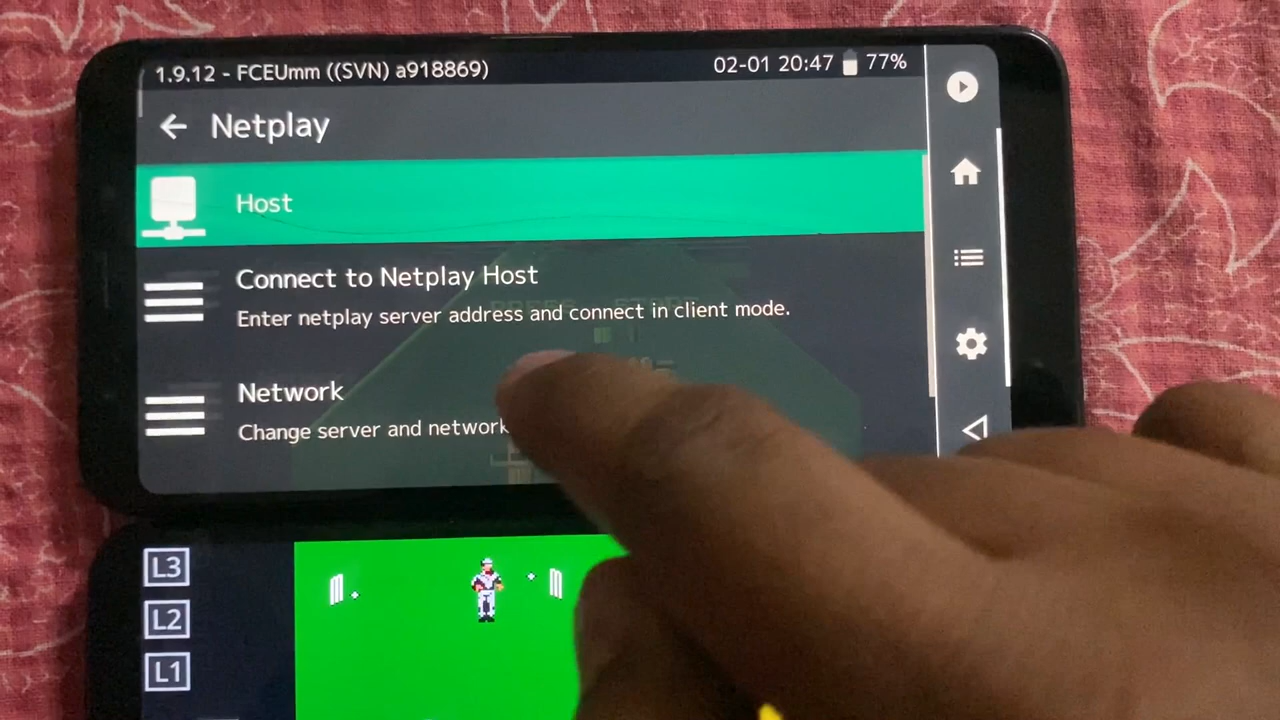 1.9.12 - FCEUmm ((SVN) a918869)
02-01 20:47 77%
Netplay
Host
Connect to Netplay Host
Enter netplay server address and connect in client mode.
Network
Change server and network
L3
L2
L1